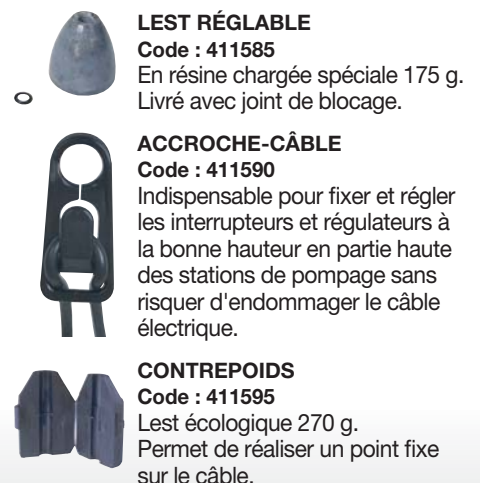 LEST RÉGLABLE
Code : 411585
En résine chargée spéciale 175 g.
Livré avec joint de blocage.
ACCROCHE-CÂBLE
Code : 411590
Indispensable pour fixer et régler
les interrupteurs et régulateurs à
la bonne hauteur en partie haute
des stations de pompage sans
risquer d'endommager le câble
électrique.
CONTREPOIDS
Code : 411595
Lest écologique 270 g.
Permet de réaliser un point fixe
sur le câble.